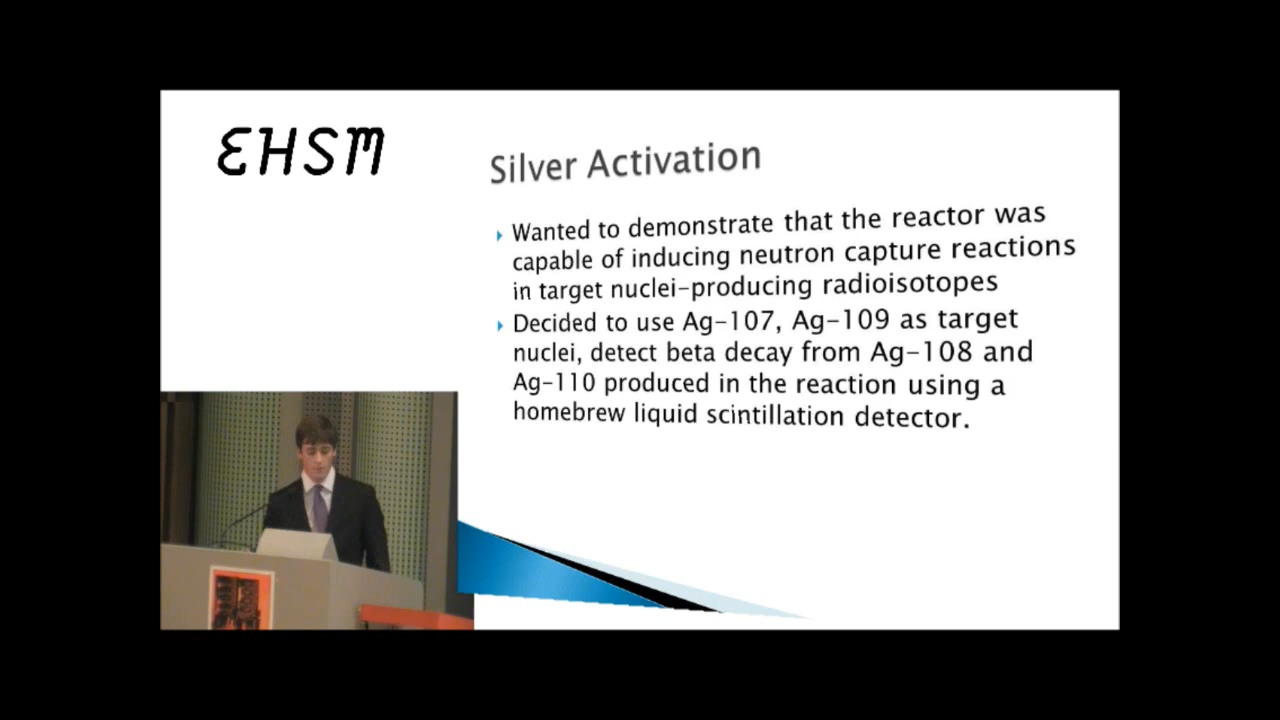 EHSM
Silver Activation
Wanted to demonstrate that the reactor was
capable of inducing neutron capture reactions
in target nuclei-producing radioisotopes
Decided to use Ag-107, Ag-109 as target
nuclei, detect beta decay from Ag-108 and
Ag-110 produced in the reaction using a
homebrew liquid scintillation detector.